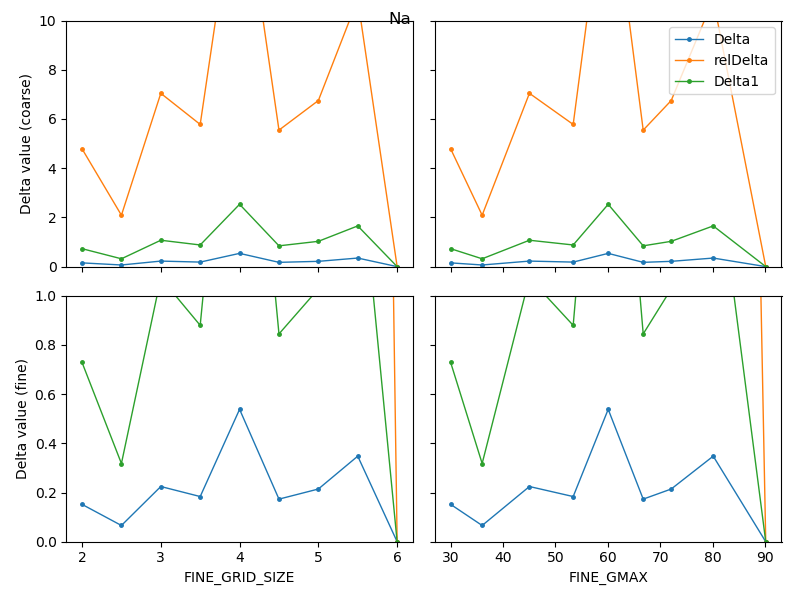 Na
10
8
6
4
2
0
Delta value (coarse)
Delta
relDelta
Delta1
1.0
0.8
0.6
0.4
0.2
0.0
Delta value (fine)
2 3 4 5 6
FINE_GRID_SIZE
30 40 50 60 70 80 90
FINE_GMAX